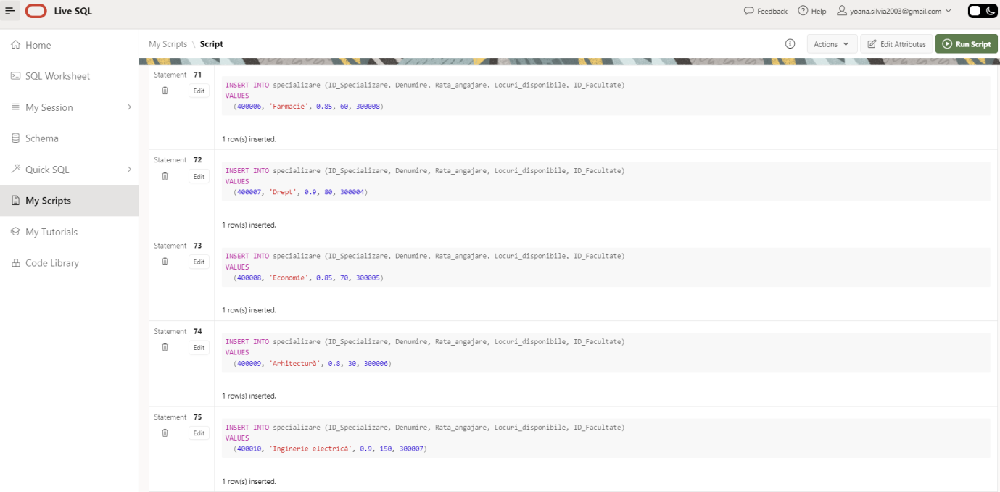 Live SQL
Feedback
Help
yoana.silvia2003@gmail.com
Home
SQL Worksheet
My Session
Schema
Quick SQL
My Scripts
My Tutorials
Code Library
My Scripts \ Script
Actions
Edit Attributes
Run Script
Statement 71
Edit
INSERT INTO specializare (ID_Specializare, Denumire, Rata_angajare, Locuri_disponibile, ID_Facultate)
VALUES
(400006, 'Farmacie', 0.85, 60, 300008)
1 row(s) inserted.
Statement 72
Edit
INSERT INTO specializare (ID_Specializare, Denumire, Rata_angajare, Locuri_disponibile, ID_Facultate)
VALUES
(400007, 'Drept', 0.9, 80, 300004)
1 row(s) inserted.
Statement 73
Edit
INSERT INTO specializare (ID_Specializare, Denumire, Rata_angajare, Locuri_disponibile, ID_Facultate)
VALUES
(400008, 'Economie', 0.85, 70, 300005)
1 row(s) inserted.
Statement 74
Edit
INSERT INTO specializare (ID_Specializare, Denumire, Rata_angajare, Locuri_disponibile, ID_Facultate)
VALUES
(400009, 'Arhitectură', 0.8, 30, 300006)
1 row(s) inserted.
Statement 75
Edit
INSERT INTO specializare (ID_Specializare, Denumire, Rata_angajare, Locuri_disponibile, ID_Facultate)
VALUES
(400010, 'Inginerie electrică', 0.9, 150, 300007)
1 row(s) inserted.